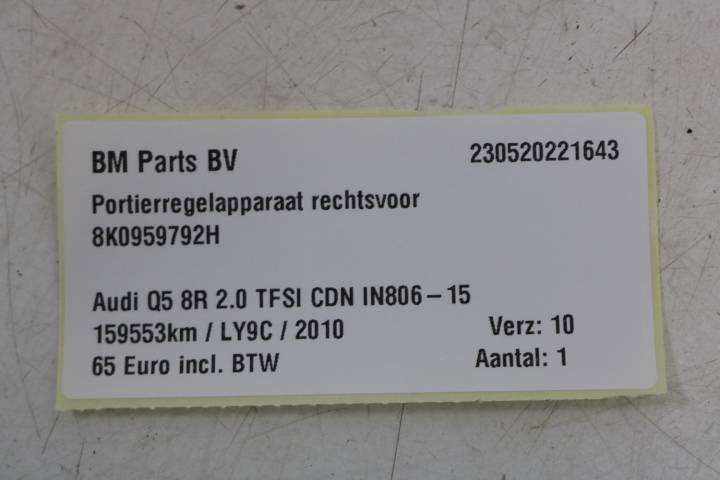 BM Parts BV 230520221643
Portierregelapparaat rechtsvoor
8K0959792H
Audi Q5 8R 2.0 TFSI CDN IN806 – 15
159553km / LY9C / 2010 Verz: 10
65 Euro incl. BTW Aantal: 1